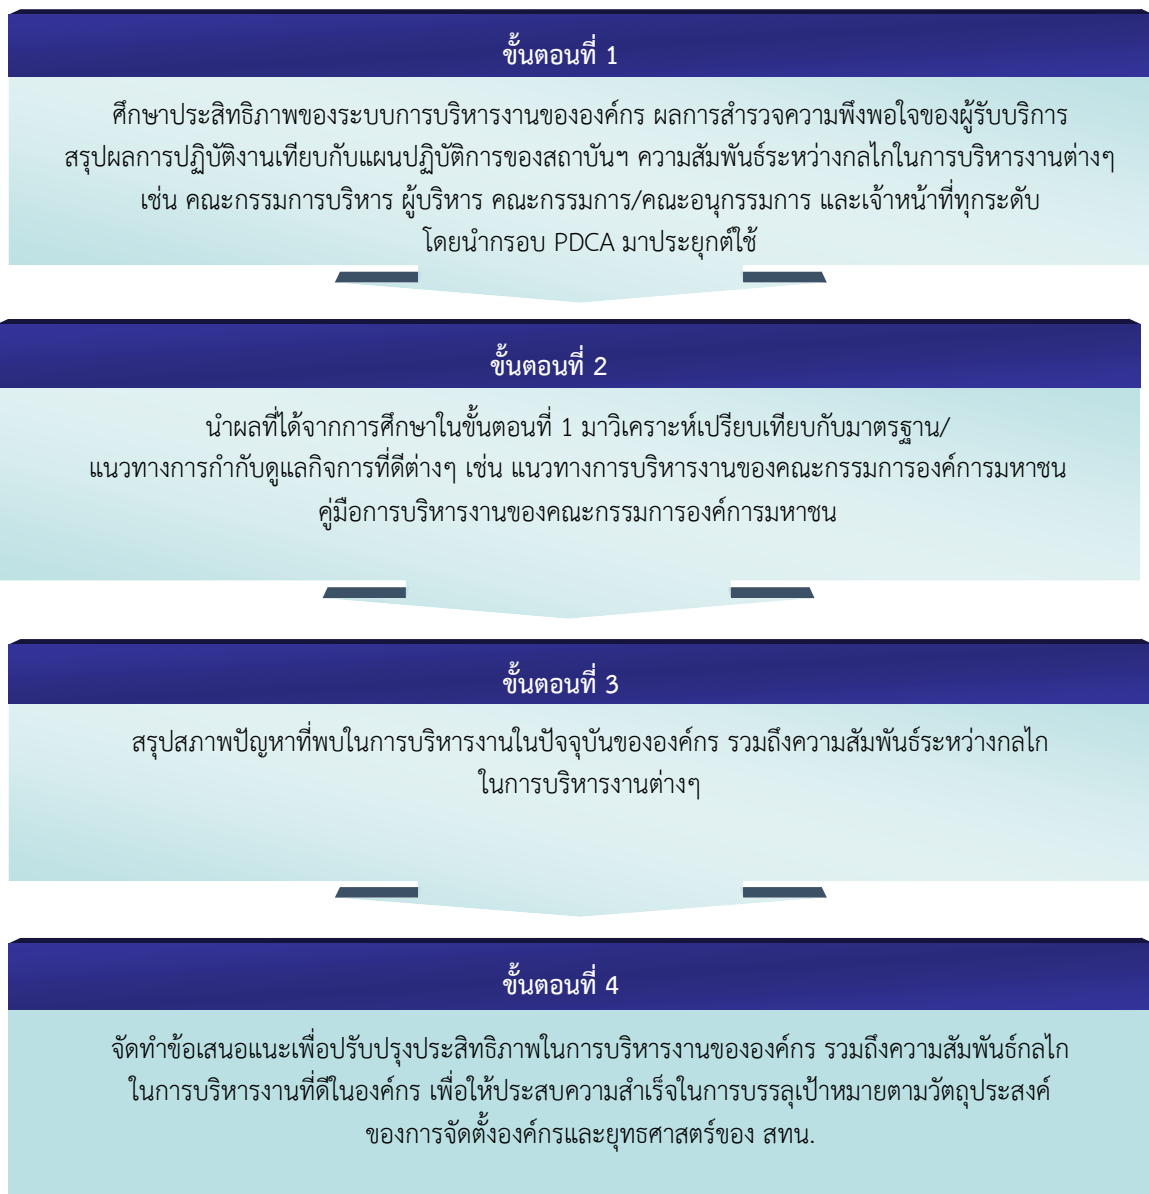 ขั้นตอนที่ 1
ศึกษาประสิทธิภาพของระบบการบริหารงานขององค์กร ผลการสำรวจความพึงพอใจของผู้รับบริการ
สรุปผลการปฏิบัติงานเทียบกับแผนปฏิบัติการของสถาบันฯ ความสัมพันธ์ระหว่างกลไกในการบริหารงานต่างๆ
เช่น คณะกรรมการบริหาร ผู้บริหาร คณะกรรมการ/คณะอนุกรรมการ และเจ้าหน้าที่ทุกระดับ
โดยนำกรอบ PDCA มาประยุกต์ใช้
ขั้นตอนที่ 2
นำผลที่ได้จากการศึกษาในขั้นตอนที่ 1 มาวิเคราะห์เปรียบเทียบกับมาตรฐาน/
แนวทางการกำกับดูแลกิจการที่ดีต่างๆ เช่น แนวทางการบริหารงานของคณะกรรมการองค์การมหาชน
คู่มือการบริหารงานของคณะกรรมการองค์การมหาชน
ขั้นตอนที่ 3
สรุปสภาพปัญหาที่พบในการบริหารงานในปัจจุบันขององค์กร รวมถึงความสัมพันธ์ระหว่างกลไก
ในการบริหารงานต่างๆ
ขั้นตอนที่ 4
จัดทำข้อเสนอแนะเพื่อปรับปรุงประสิทธิภาพในการบริหารงานขององค์กร รวมถึงความสัมพันธ์กลไก
ในการบริหารงานที่ดีในองค์กร เพื่อให้ประสบความสำเร็จในการบรรลุเป้าหมายตามวัตถุประสงค์
ของการจัดตั้งองค์กรและยุทธศาสตร์ของ สทน.